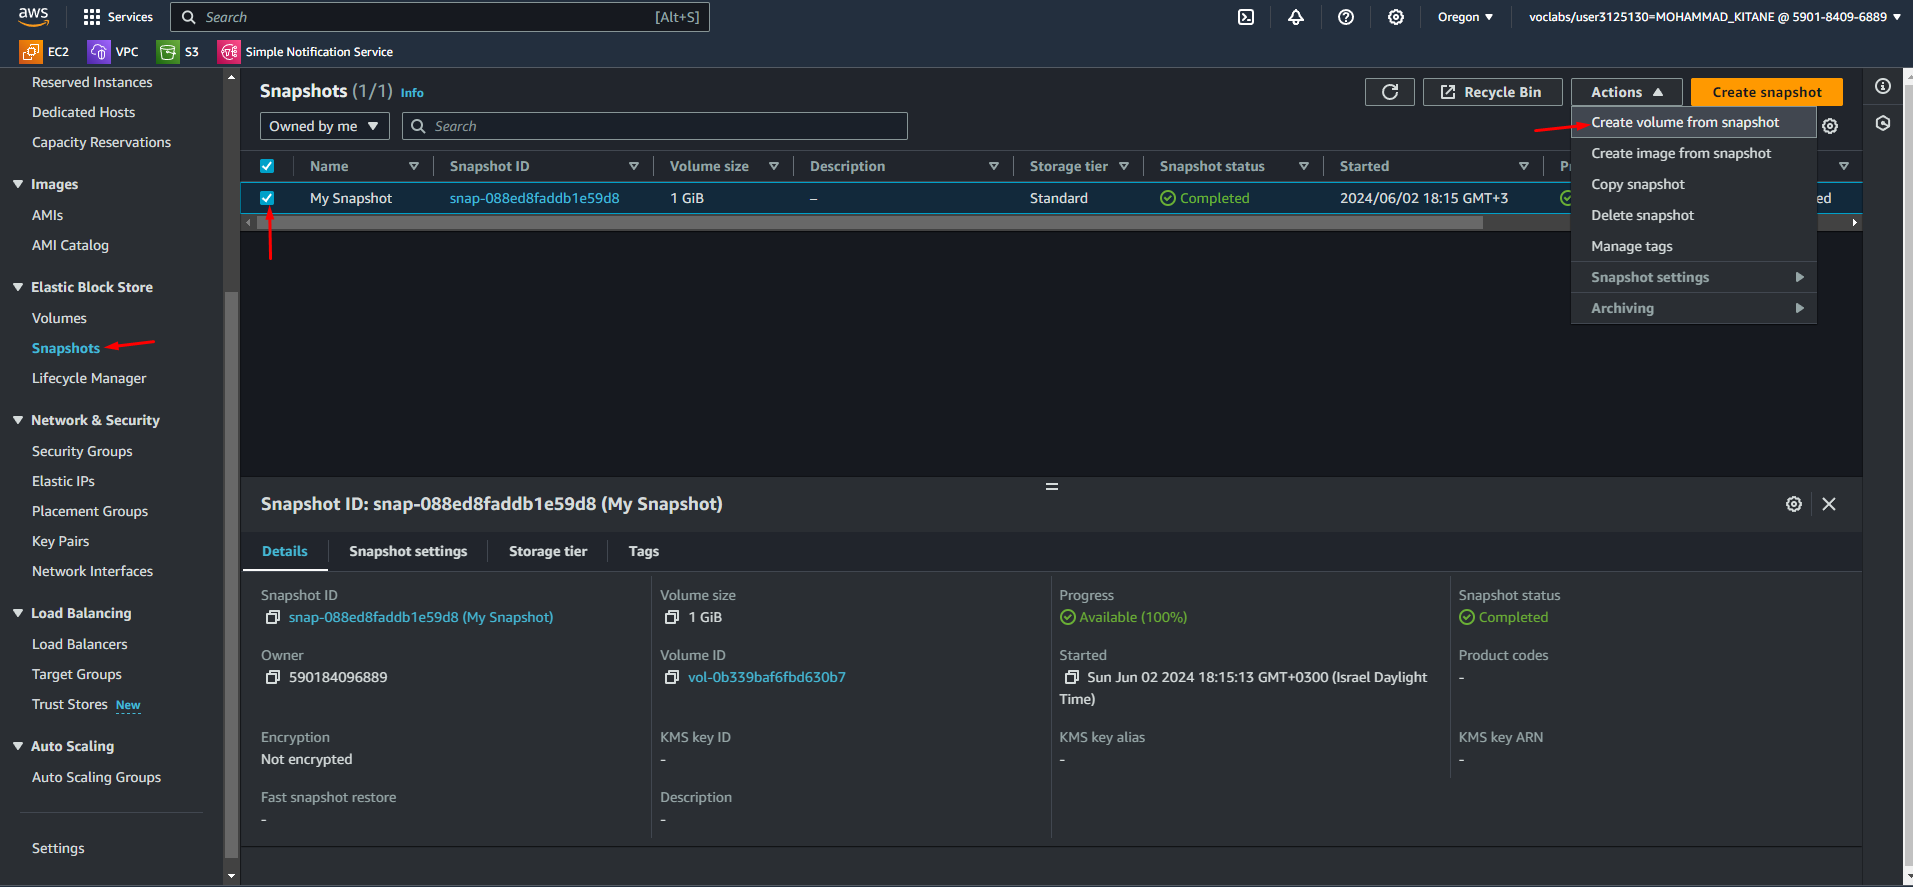 aws Services Search [Alt+S] Oregon voclabs/user3125130=MOHAMMAD_KITANE @ 5901-8409-6889
EC2 VPC S3 Simple Notification Service
Reserved Instances
Dedicated Hosts
Capacity Reservations
Images
AMIs
AMI Catalog
Elastic Block Store
Volumes
Snapshots
Lifecycle Manager
Network & Security
Security Groups
Elastic IPs
Placement Groups
Key Pairs
Network Interfaces
Load Balancing
Load Balancers
Target Groups
Trust Stores New
Auto Scaling
Auto Scaling Groups
Settings
Snapshots (1/1) Info Recycle Bin Actions Create snapshot
Owned by me Search
Create volume from snapshot
Create image from snapshot
Copy snapshot
Delete snapshot
Manage tags
Snapshot settings
Archiving
Name Snapshot ID Volume size Description Storage tier Snapshot status Started
My Snapshot snap-088ed8faddb1e59d8 1 GiB – Standard Completed 2024/06/02 18:15 GMT+3 ed
Snapshot ID: snap-088ed8faddb1e59d8 (My Snapshot)
Details Snapshot settings Storage tier Tags
Snapshot ID Volume size Progress Snapshot status
snap-088ed8faddb1e59d8 (My Snapshot) 1 GiB Available (100%) Completed
Owner Volume ID Started Product codes
590184096889 vol-0b339baf6fbd630b7 Sun Jun 02 2024 18:15:13 GMT+0300 (Israel Daylight Time) -
Encryption KMS key ID KMS key alias KMS key ARN
Not encrypted - - -
Fast snapshot restore Description
- -